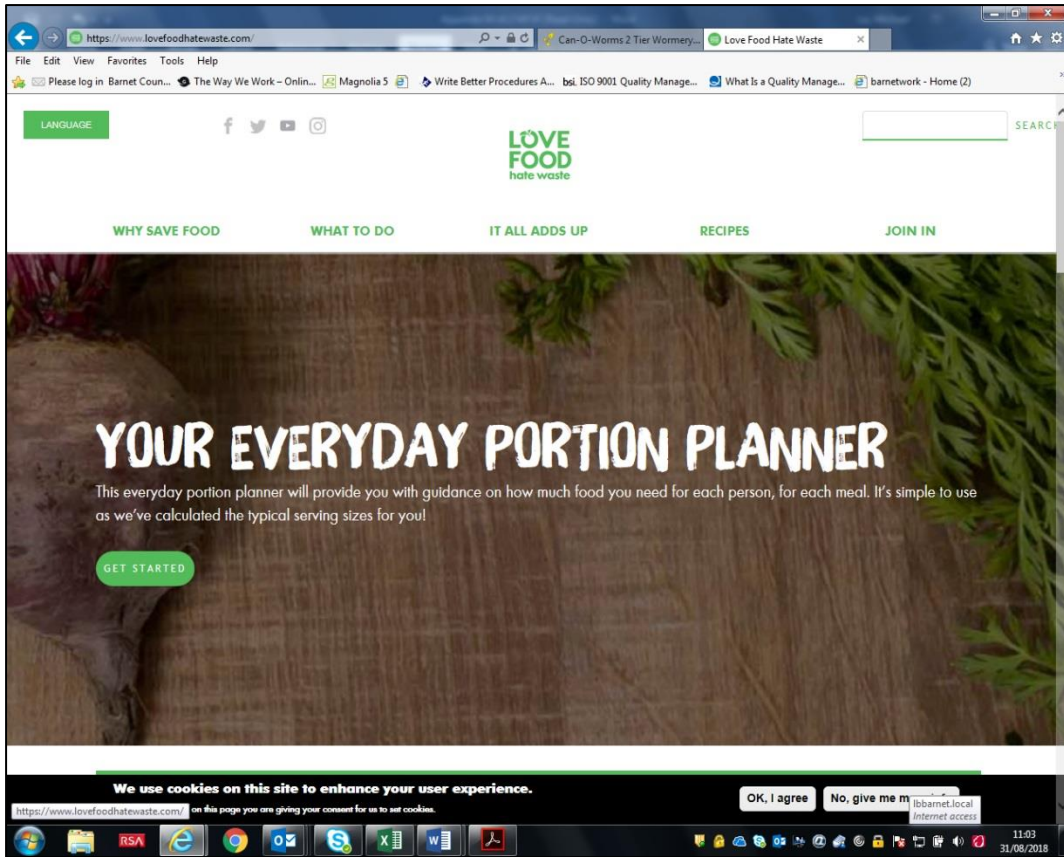 https://www.lovefoodhatewaste.com/
Can-O-Worms 2 Tier Wormery...
Love Food Hate Waste
File Edit View Favorites Tools Help
Please log in Barnet Coun... The Way We Work – Onlin... Magnolia 5 Write Better Procedures A... bsi. ISO 9001 Quality Manage... What Is a Quality Manage... barnetwork - Home (2)
LANGUAGE
LOVE
FOOD
hate waste
SEARCH
WHY SAVE FOOD WHAT TO DO IT ALL ADDS UP RECIPES JOIN IN
YOUR EVERYDAY PORTION PLANNER
This everyday portion planner will provide you with guidance on how much food you need for each person, for each meal. It's simple to use
as we've calculated the typical serving sizes for you!
GET STARTED
We use cookies on this site to enhance your user experience.
https://www.lovefoodhatewaste.com/ on this page you are giving your consent for us to set cookies.
OK, I agree No, give me
lbbarnet.local
Internet access
RSA
11:03
31/08/2018